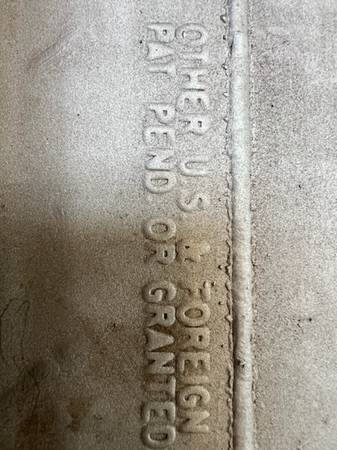 OTHER U.S. & FOREIGN
PAT. PEND. OR GRANTED